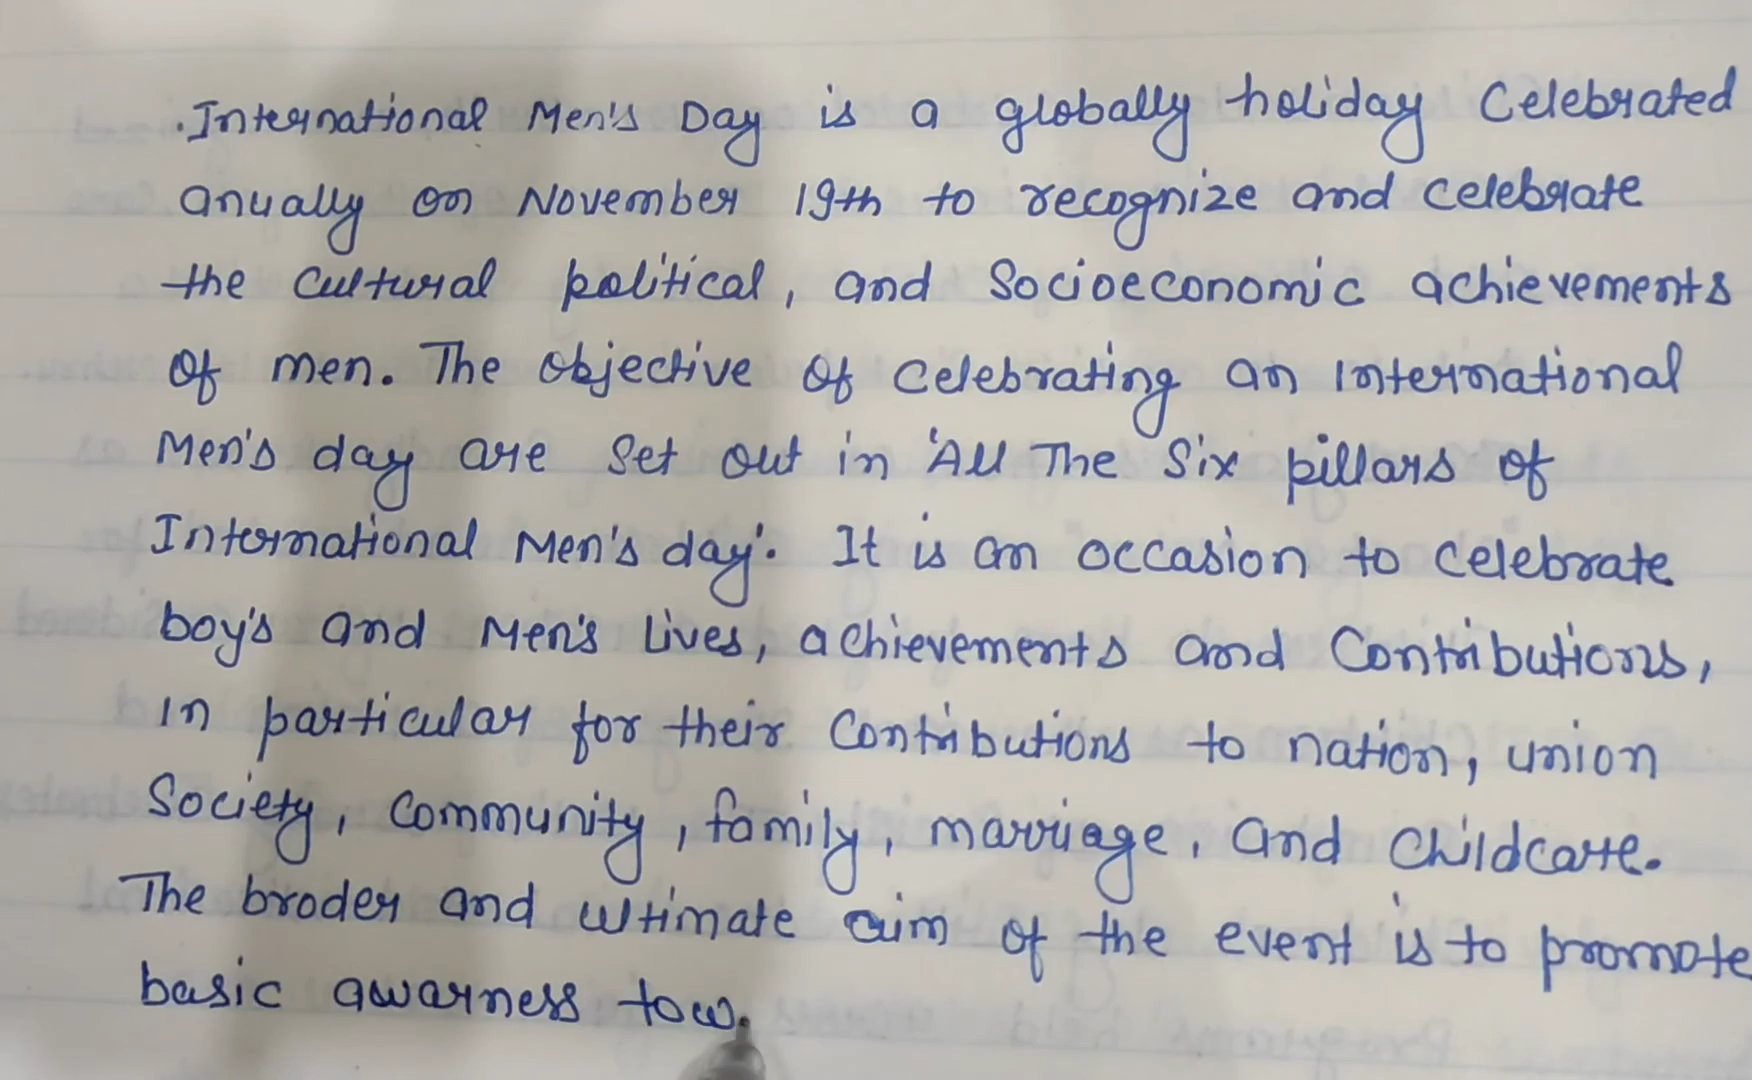 International Men's Day is a globally holiday Celebrated
anually on November 19th to recognize and celebrate
the Cultural political, and Socioeconomic achievements
Of men. The objective Of celebrating an International
Men's day are Set out in 'All The Six pillars of
International Men's day'. It is an occasion to celebrate
boy's and Men's lives, achievements and Contributions,
in particular for their Contributions to nation, union
Society, Community, family, marriage, and childcare.
The broder and ultimate aim of the event is to promote
basic awarness tow